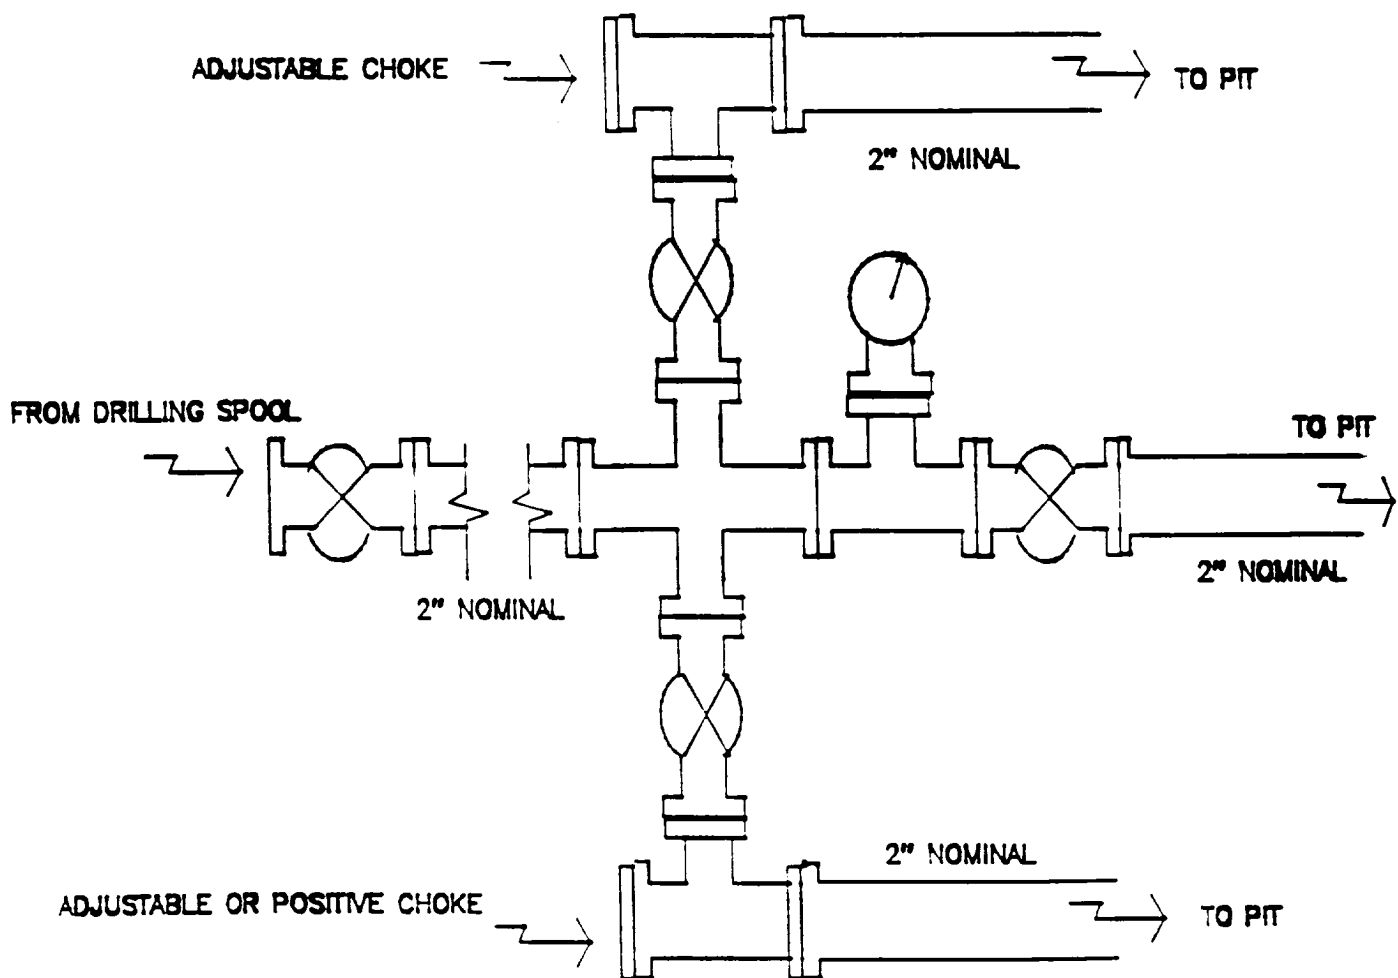 ADJUSTABLE CHOKE
TO PIT
2" NOMINAL
FROM DRILLING SPOOL
TO PIT
2" NOMINAL
2" NOMINAL
2" NOMINAL
ADJUSTABLE OR POSITIVE CHOKE
TO PIT